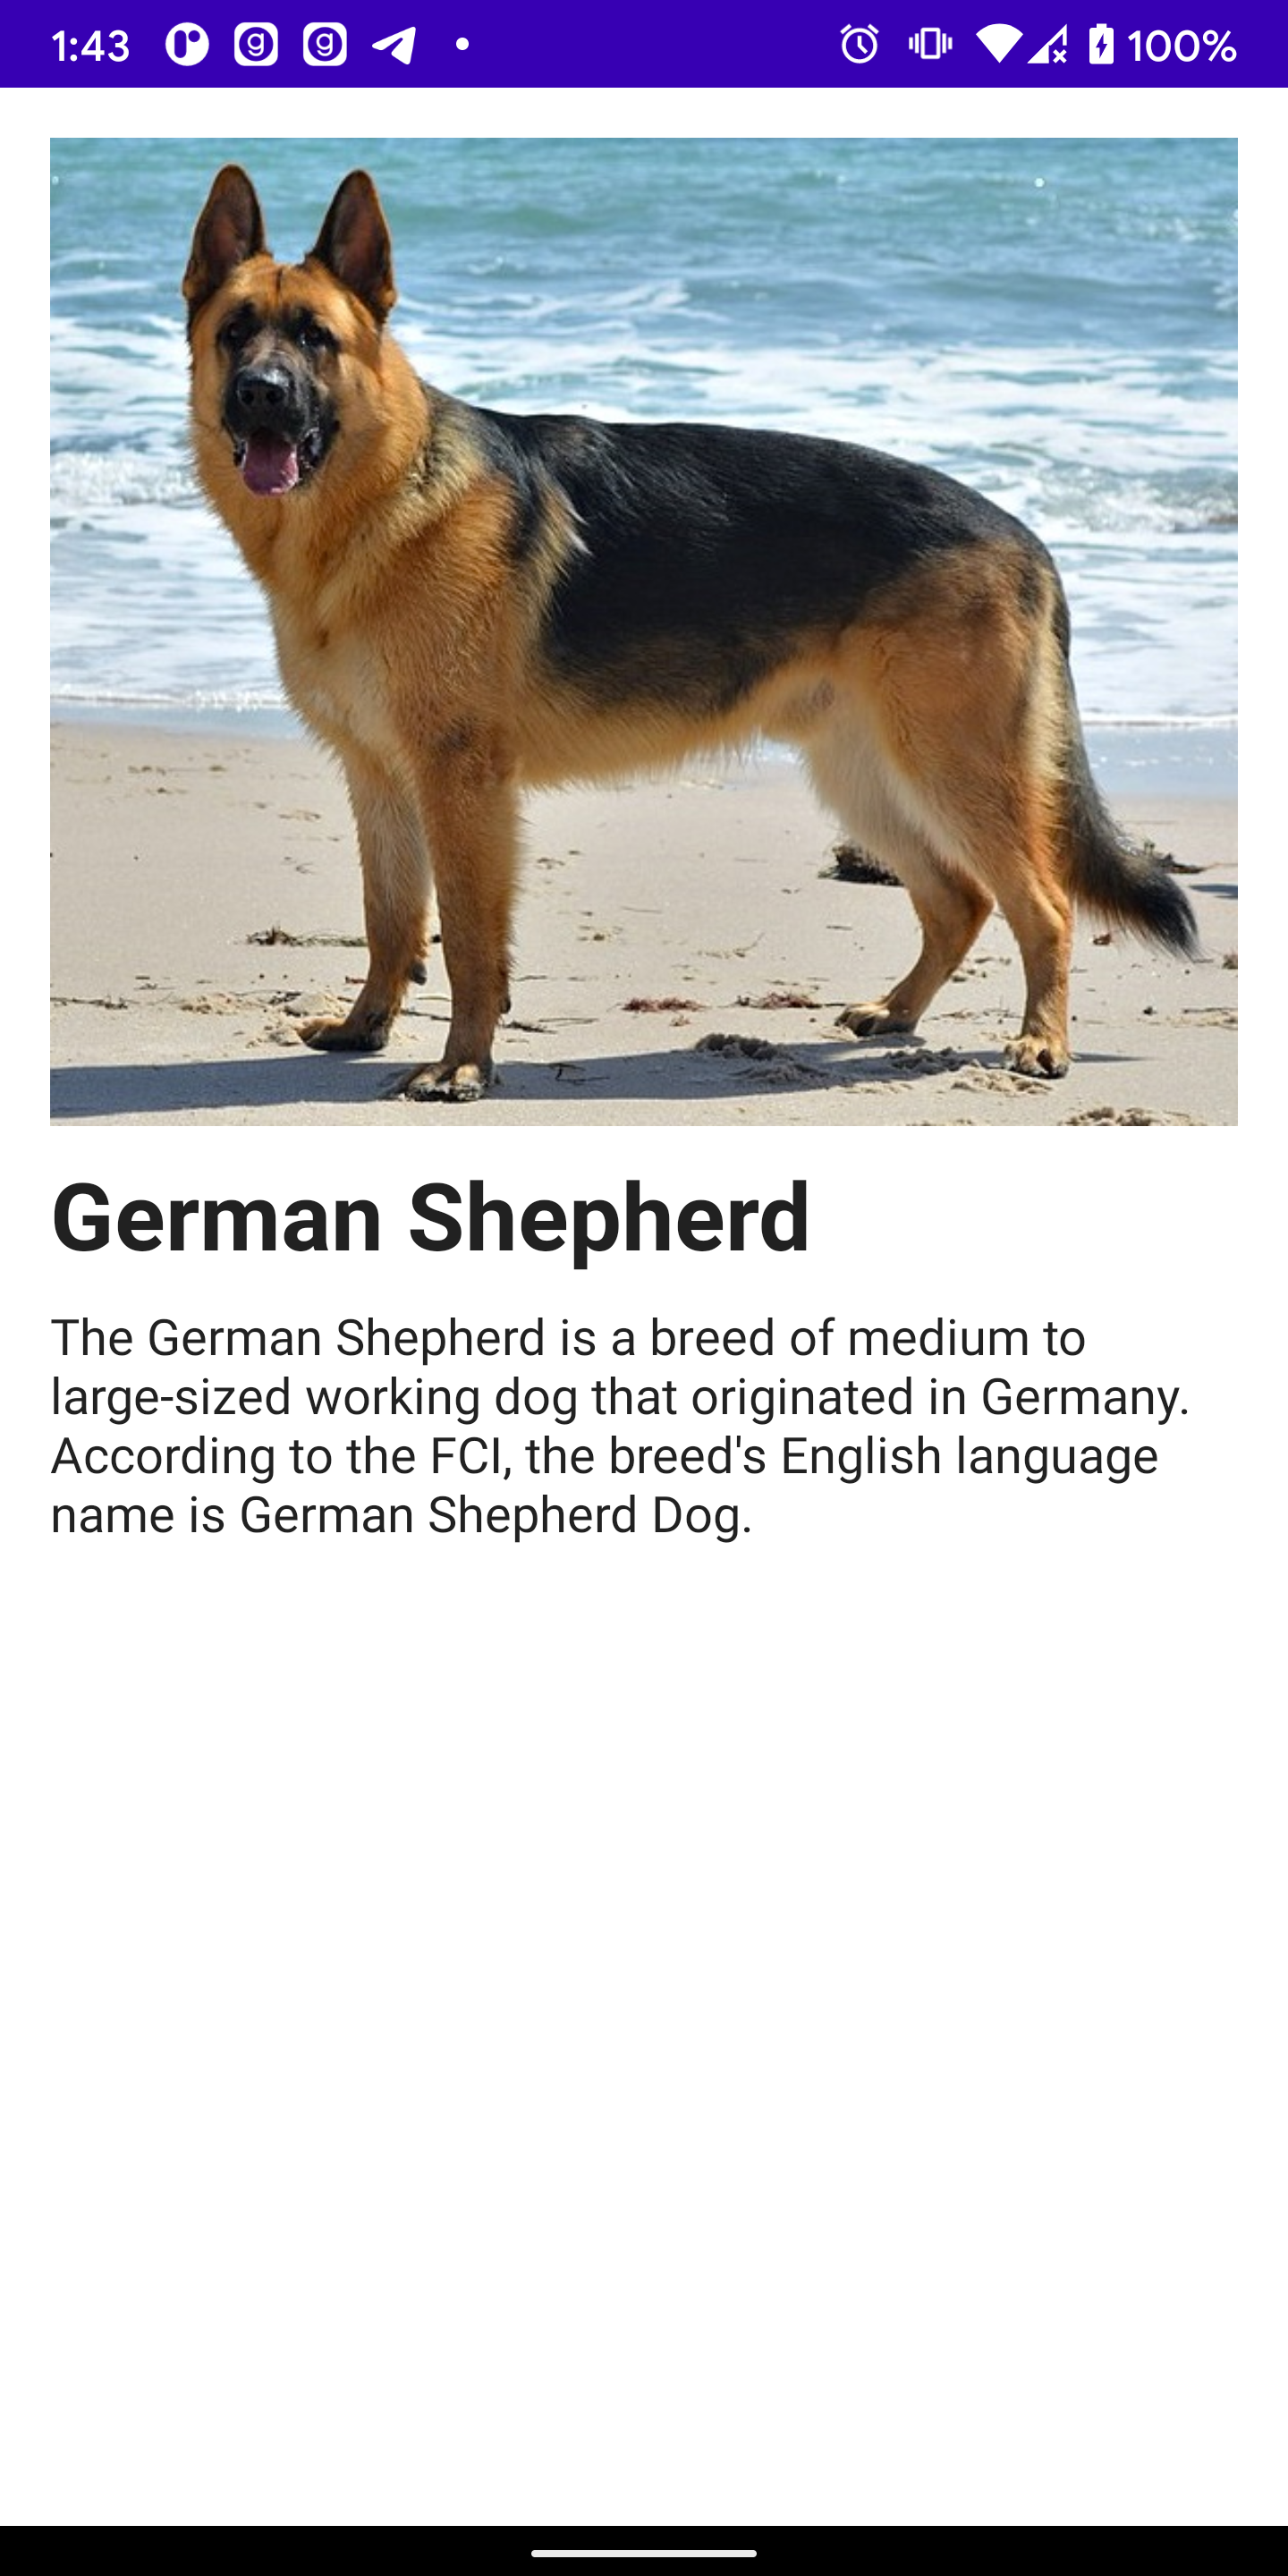 1:43 100%
German Shepherd
The German Shepherd is a breed of medium to
large-sized working dog that originated in Germany.
According to the FCI, the breed's English language
name is German Shepherd Dog.